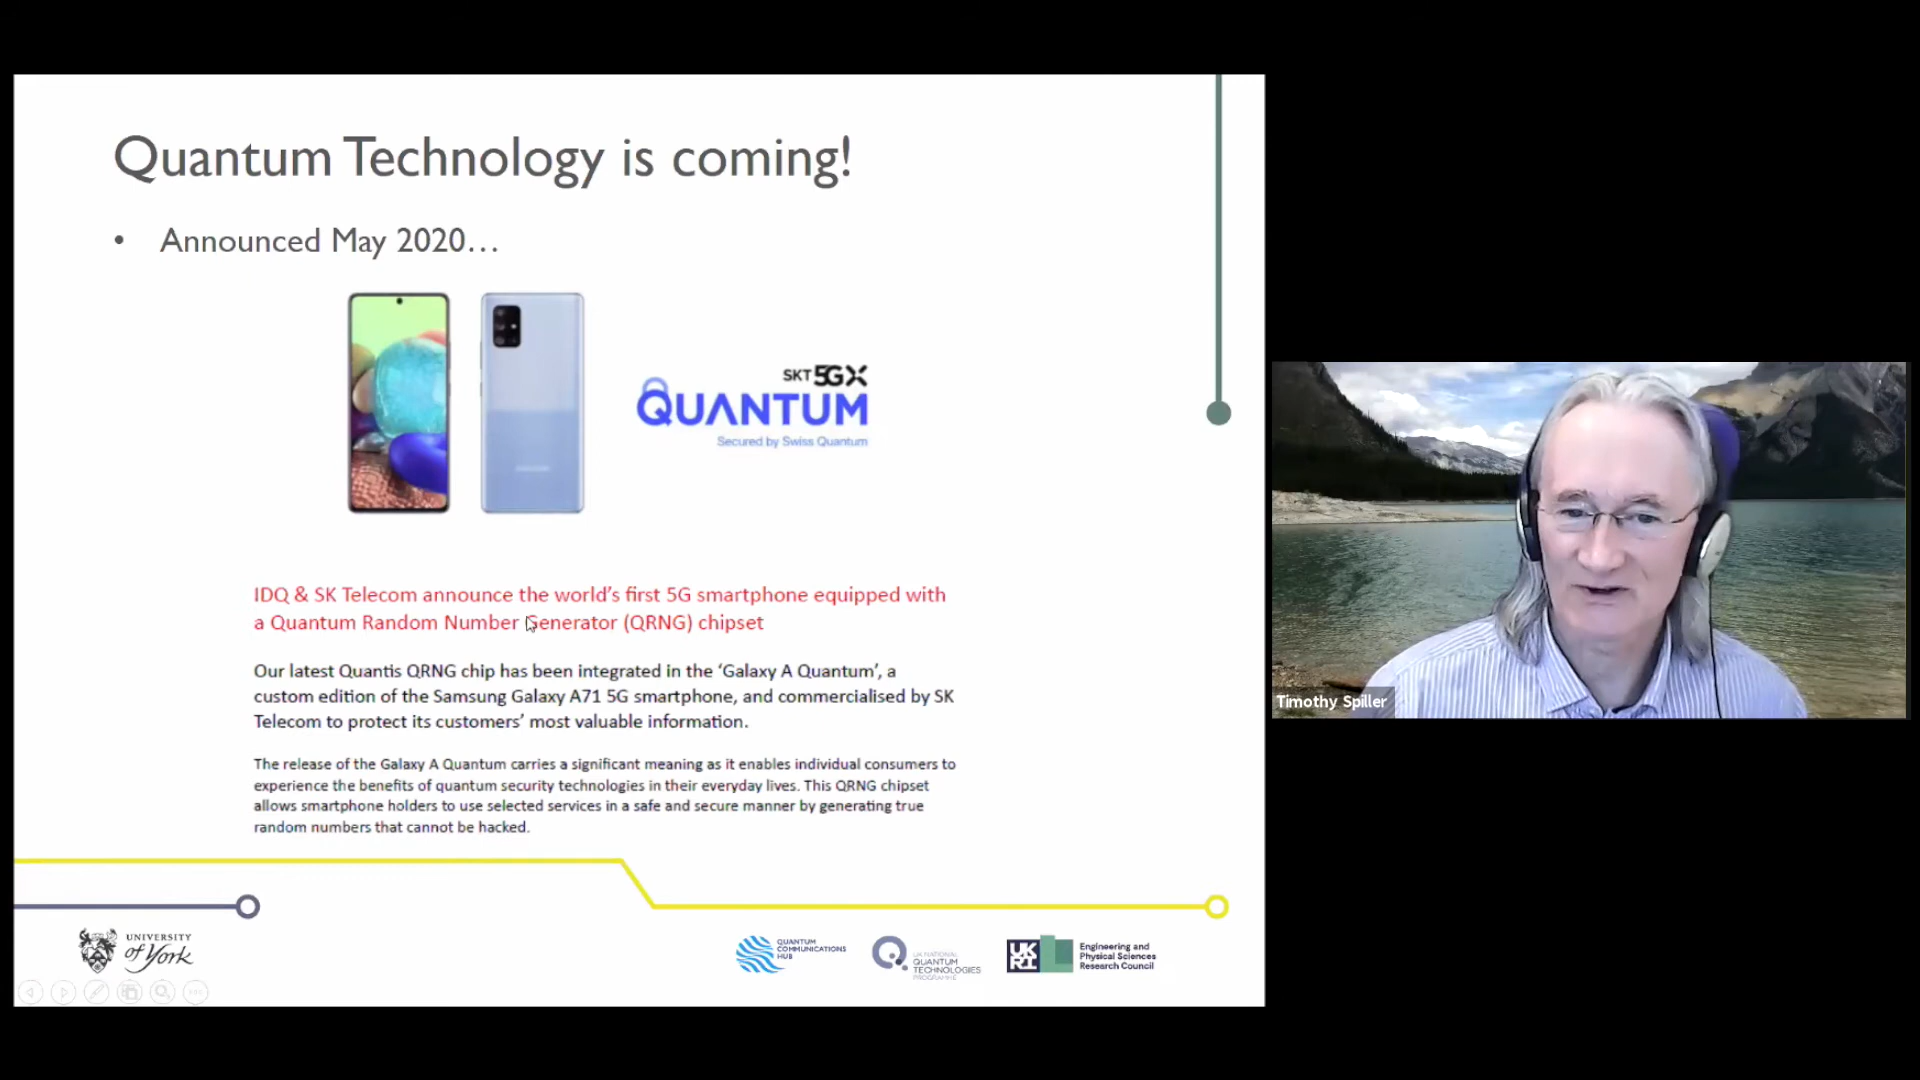 Quantum Technology is coming!
• Announced May 2020…
SKT 5GX
QUANTUM
Secured by Swiss Quantum
IDQ & SK Telecom announce the world’s first 5G smartphone equipped with
a Quantum Random Number Generator (QRNG) chipset
Our latest Quantis QRNG chip has been integrated in the ‘Galaxy A Quantum’, a
custom edition of the Samsung Galaxy A71 5G smartphone, and commercialised by SK
Telecom to protect its customers’ most valuable information.
The release of the Galaxy A Quantum carries a significant meaning as it enables individual consumers to
experience the benefits of quantum security technologies in their everyday lives. This QRNG chipset
allows smartphone holders to use selected services in a safe and secure manner by generating true
random numbers that cannot be hacked.
UNIVERSITY
of York
QUANTUM
COMMUNICATIONS
HUB
UK NATIONAL
QUANTUM
TECHNOLOGIES
PROGRAMME
UK
RI
Engineering and
Physical Sciences
Research Council
Timothy Spiller